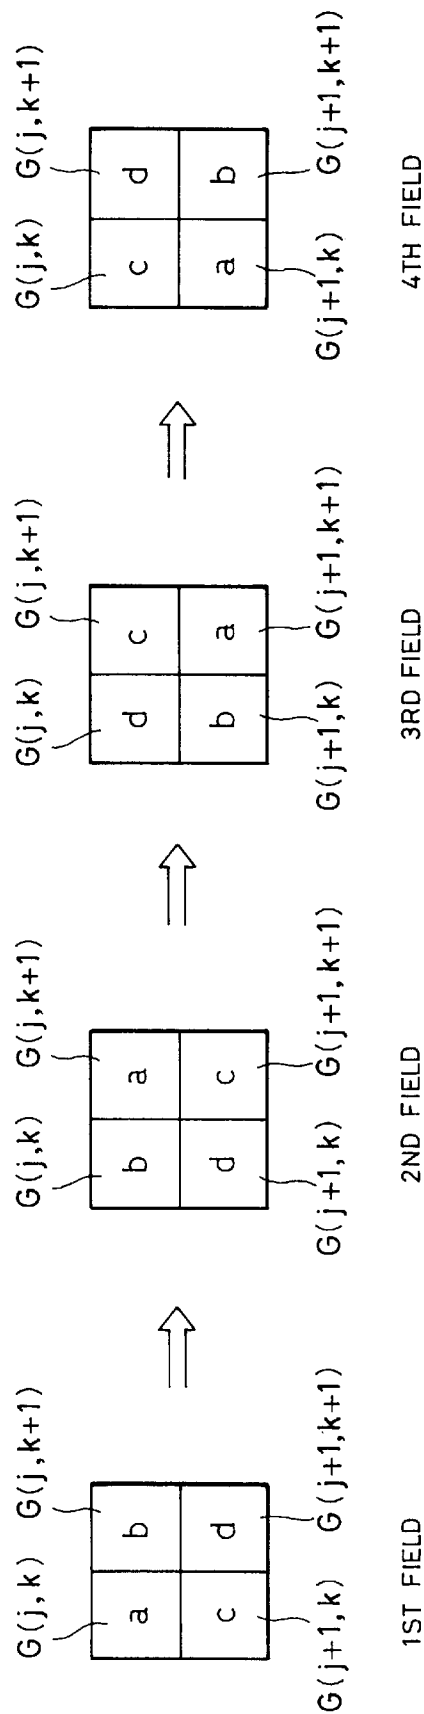 G(j,k) G(j,k+1)
a b
c d
G(j+1,k) G(j+1,k+1)
1ST FIELD
G(j,k) G(j,k+1)
b a
d c
G(j+1,k) G(j+1,k+1)
2ND FIELD
G(j,k) G(j,k+1)
d c
b a
G(j+1,k) G(j+1,k+1)
3RD FIELD
G(j,k) G(j,k+1)
c d
a b
G(j+1,k) G(j+1,k+1)
4TH FIELD